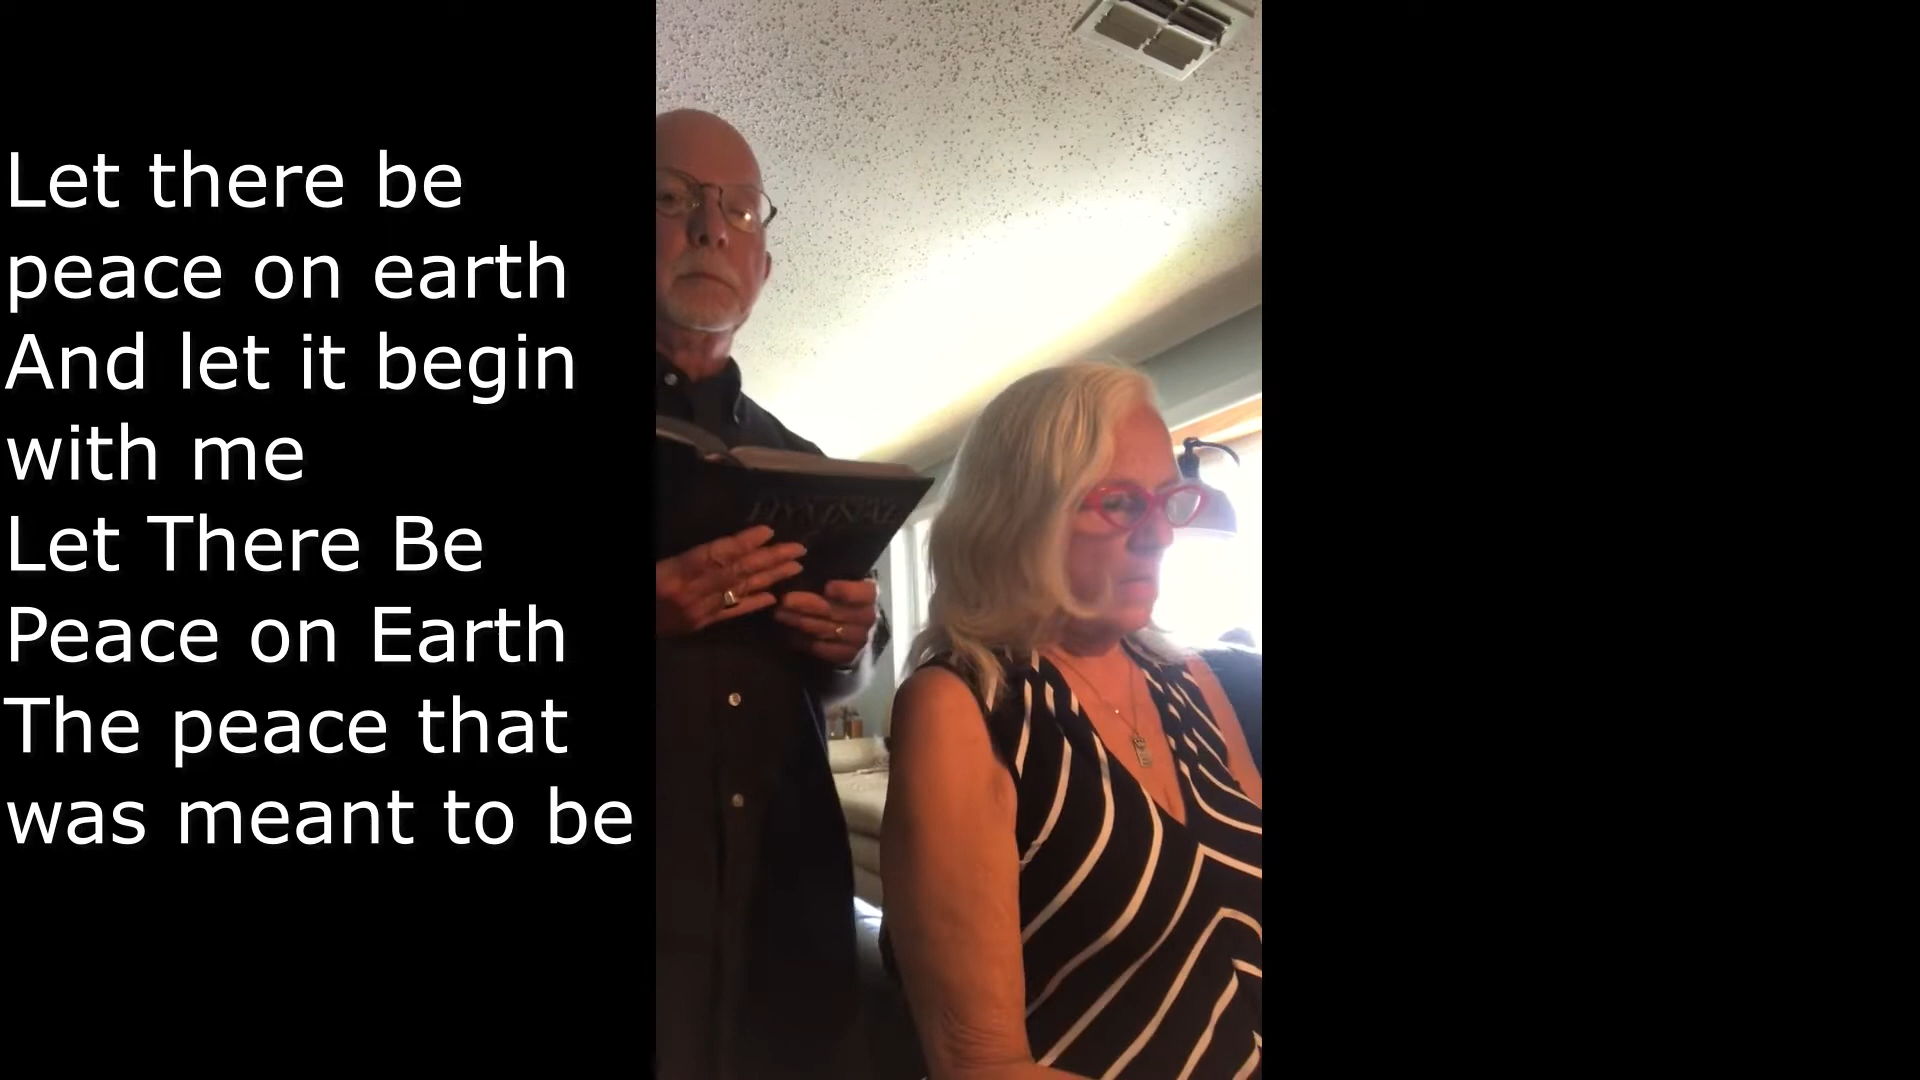 Let there be
peace on earth
And let it begin
with me
Let There Be
Peace on Earth
The peace that
was meant to be
HYMNAL